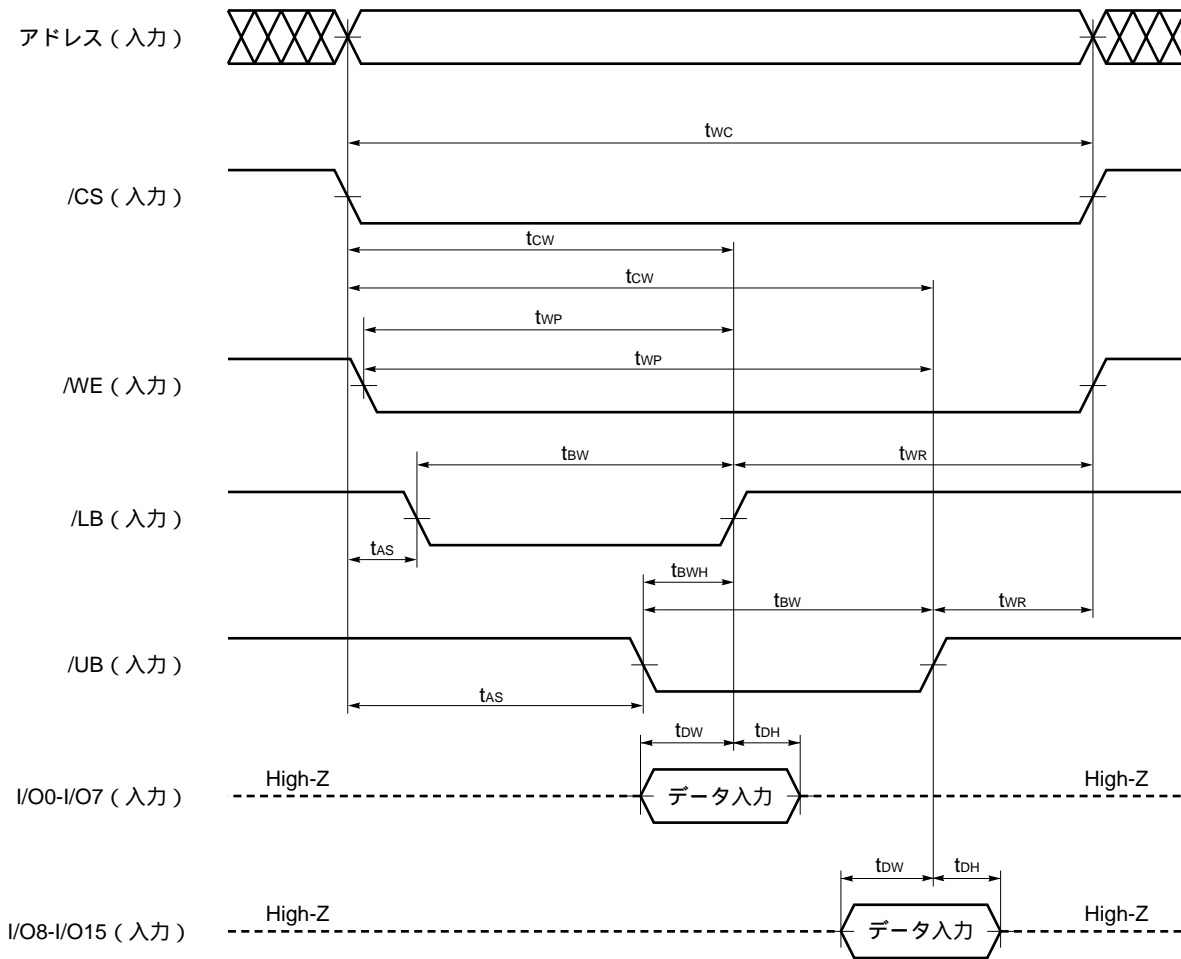 アドレス（入力）
tWC
/CS（入力）
tCW
tCW
tWP
tWP
/WE（入力）
tBW
tWR
/LB（入力）
tAS
tBWH
tBW
tWR
/UB（入力）
tAS
tDW
tDH
High-Z
High-Z
I/O0-I/O7（入力）
データ入力
tDW
tDH
High-Z
High-Z
I/O8-I/O15（入力）
データ入力